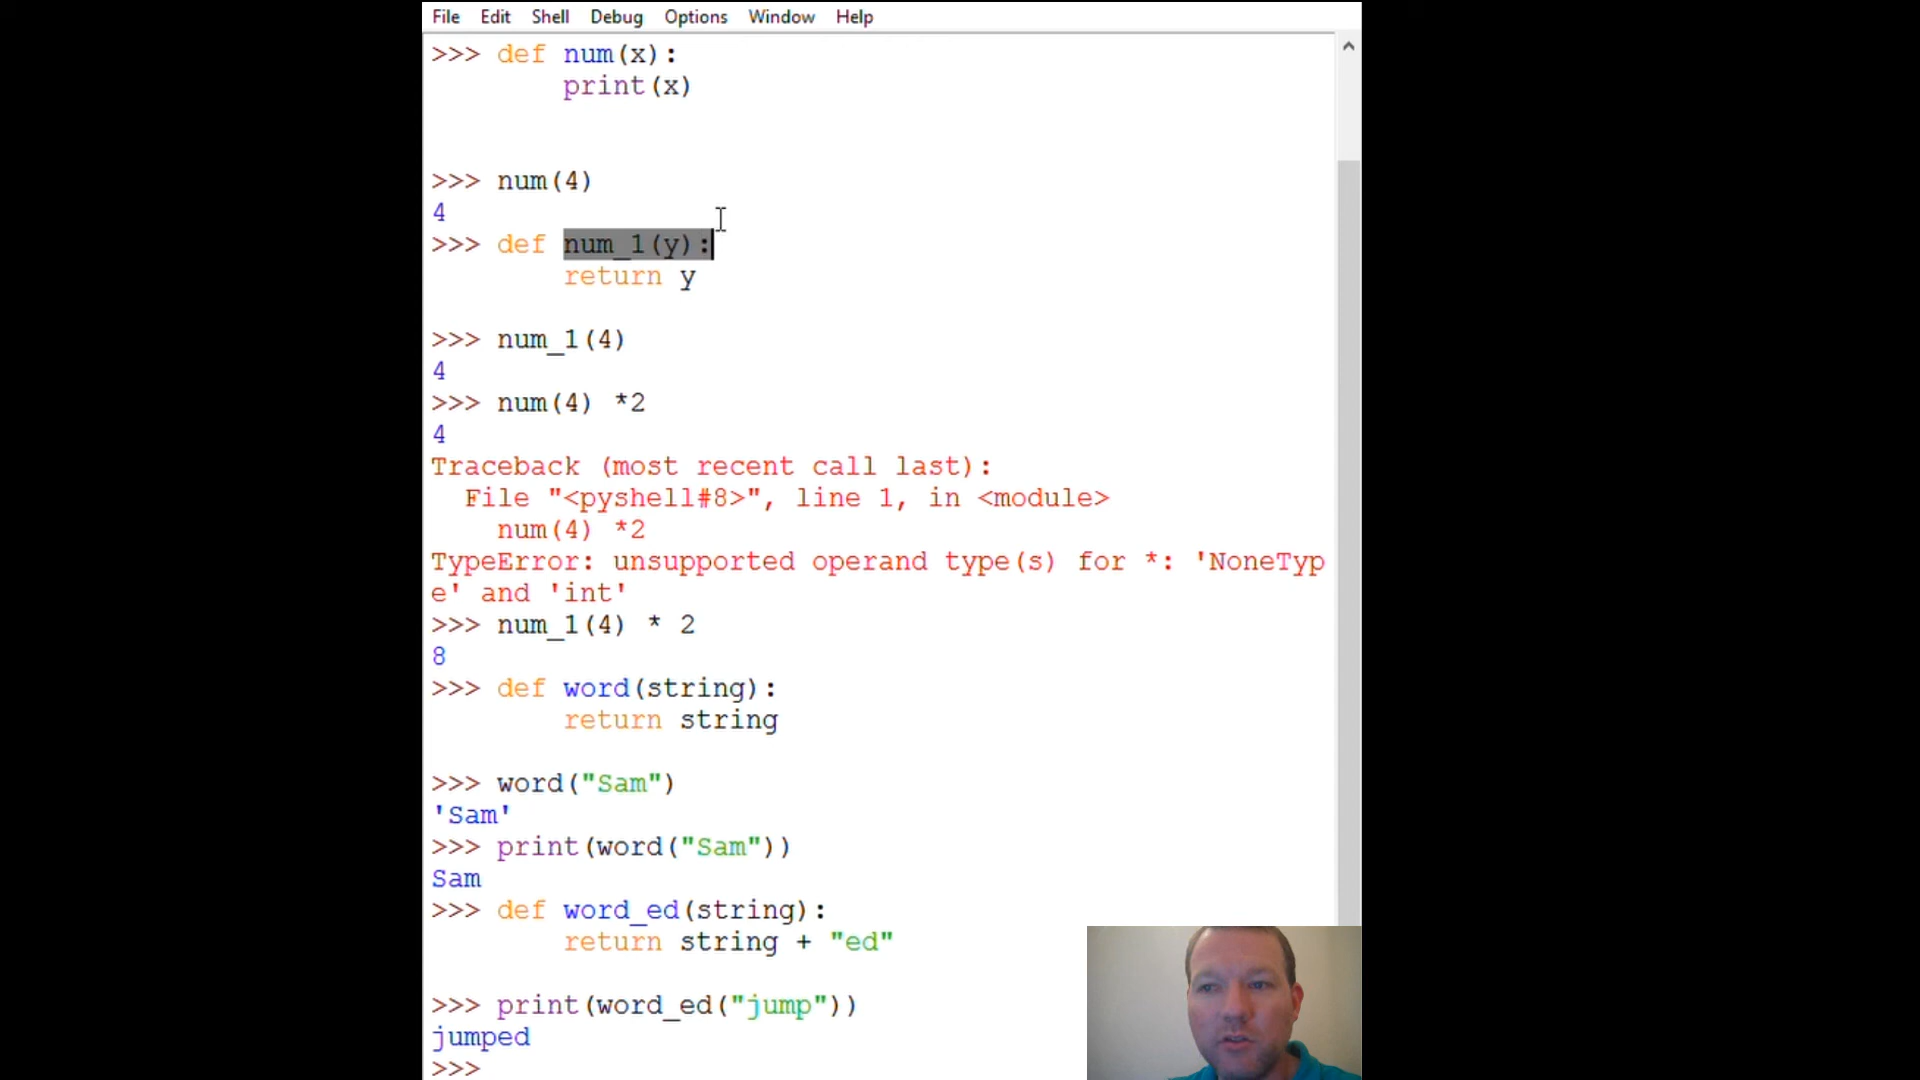 File Edit Shell Debug Options Window Help
>>> def num(x):
print(x)
>>> num(4)
4
>>> def num_1(y):
return y
>>> num_1(4)
4
>>> num(4) *2
4
Traceback (most recent call last):
File "<pyshell#8>", line 1, in <module>
num(4) *2
TypeError: unsupported operand type(s) for *: 'NoneTyp
e' and 'int'
>>> num_1(4) * 2
8
>>> def word(string):
return string
>>> word("Sam")
'Sam'
>>> print(word("Sam"))
Sam
>>> def word_ed(string):
return string + "ed"
>>> print(word_ed("jump"))
jumped
>>>